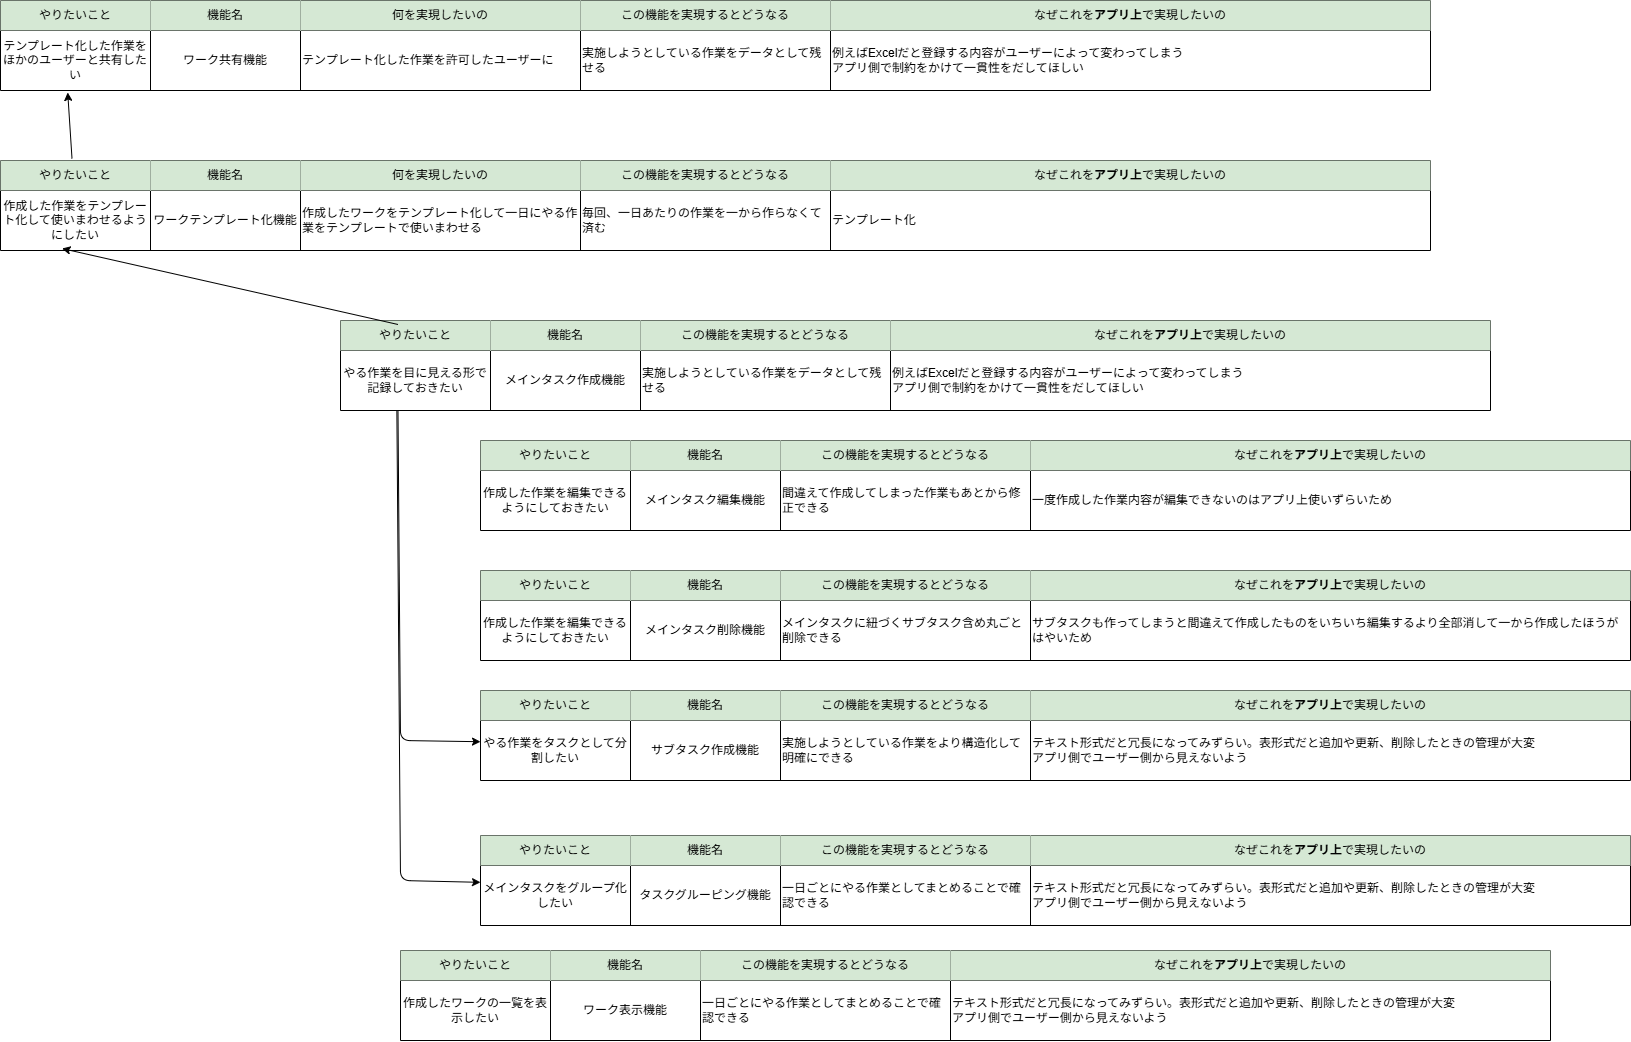 やりたいこと 機能名 何を実現したいの この機能を実現するとどうなる なぜこれをアプリ上で実現したいの
テンプレート化した作業を
ほかのユーザーと共有した
い
ワーク共有機能
テンプレート化した作業を許可したユーザーに
実施しようとしている作業をデータとして残
せる
例えばExcelだと登録する内容がユーザーによって変わってしまう
アプリ側で制約をかけて一貫性をだしてほしい
やりたいこと 機能名 何を実現したいの この機能を実現するとどうなる なぜこれをアプリ上で実現したいの
作成した作業をテンプレー
ト化して使いまわせるよう
にしたい
ワークテンプレート化機能
作成したワークをテンプレート化して一日にやる作
業をテンプレートで使いまわせる
毎回、一日あたりの作業を一から作らなくて
済む
テンプレート化
やりたいこと 機能名 この機能を実現するとどうなる なぜこれをアプリ上で実現したいの
やる作業を目に見える形で
記録しておきたい
メインタスク作成機能
実施しようとしている作業をデータとして残
せる
例えばExcelだと登録する内容がユーザーによって変わってしまう
アプリ側で制約をかけて一貫性をだしてほしい
やりたいこと 機能名 この機能を実現するとどうなる なぜこれをアプリ上で実現したいの
作成した作業を編集できる
ようにしておきたい
メインタスク編集機能
間違えて作成してしまった作業もあとから修
正できる
一度作成した作業内容が編集できないのはアプリ上使いずらいため
やりたいこと 機能名 この機能を実現するとどうなる なぜこれをアプリ上で実現したいの
作成した作業を編集できる
ようにしておきたい
メインタスク削除機能
メインタスクに紐づくサブタスク含め丸ごと
削除できる
サブタスクも作ってしまうと間違えて作成したものをいちいち編集するより全部消して一から作成したほうが
はやいため
やりたいこと 機能名 この機能を実現するとどうなる なぜこれをアプリ上で実現したいの
やる作業をタスクとして分
割したい
サブタスク作成機能
実施しようとしている作業をより構造化して
明確にできる
テキスト形式だと冗長になってみずらい。表形式だと追加や更新、削除したときの管理が大変
アプリ側でユーザー側から見えないよう
やりたいこと 機能名 この機能を実現するとどうなる なぜこれをアプリ上で実現したいの
メインタスクをグループ化
したい
タスクグルーピング機能
一日ごとにやる作業としてまとめることで確
認できる
テキスト形式だと冗長になってみずらい。表形式だと追加や更新、削除したときの管理が大変
アプリ側でユーザー側から見えないよう
やりたいこと 機能名 この機能を実現するとどうなる なぜこれをアプリ上で実現したいの
作成したワークの一覧を表
示したい
ワーク表示機能
一日ごとにやる作業としてまとめることで確
認できる
テキスト形式だと冗長になってみずらい。表形式だと追加や更新、削除したときの管理が大変
アプリ側でユーザー側から見えないよう